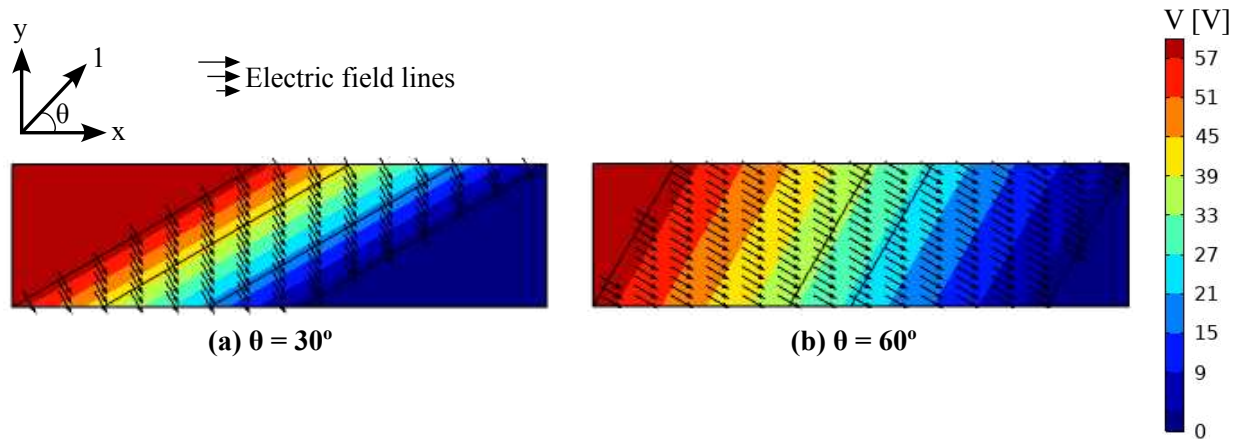 y
1
θ
x
Electric field lines
V [V]
57
51
45
39
33
27
21
15
9
0
(a) θ = 30º
(b) θ = 60º